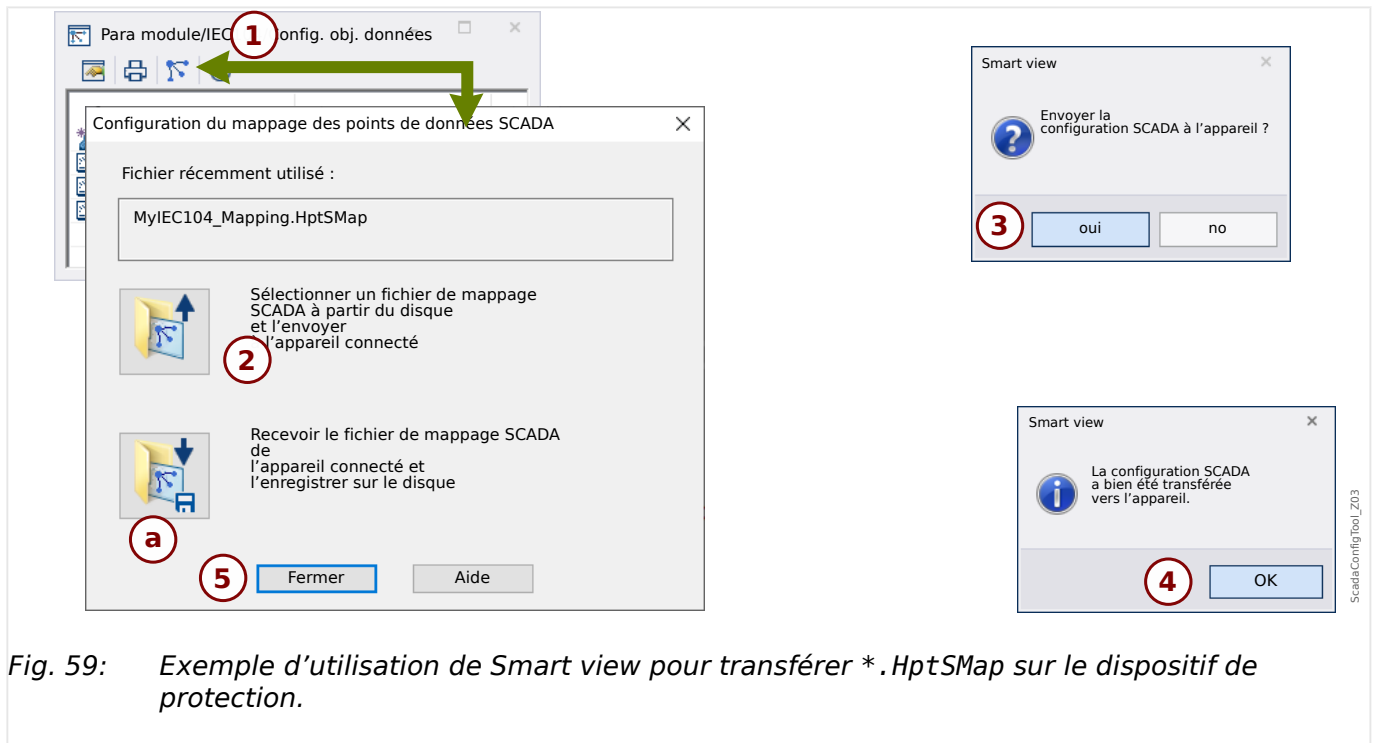 Para module/IEC
1
onfig. obj. données
Configuration du mappage des points de données SCADA
Fichier récemment utilisé :
MyIEC104_Mapping.HptSMap
Sélectionner un fichier de mappage
SCADA à partir du disque
et l’envoyer
l’appareil connecté
2
Recevoir le fichier de mappage SCADA
de
l’appareil connecté et
l’enregistrer sur le disque
a
5
Fermer
Aide
Smart view
Envoyer la
configuration SCADA à l’appareil ?
3
oui
no
Smart view
La configuration SCADA
a bien été transférée
vers l’appareil.
4
OK
ScadaConfigTool_Z03
Fig. 59: Exemple d’utilisation de Smart view pour transférer *.HptSMap sur le dispositif de
protection.